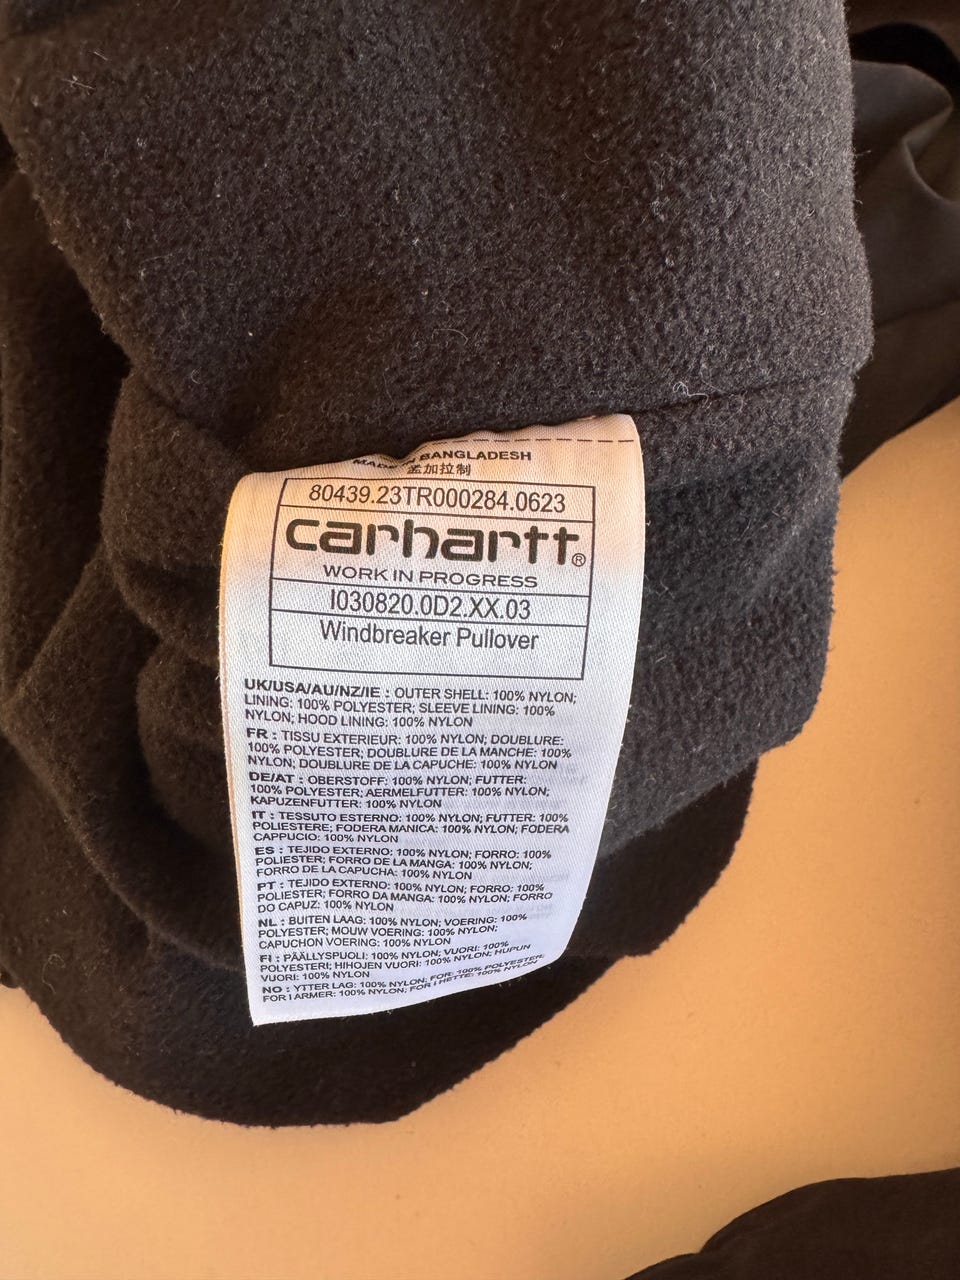 MADE IN BANGLADESH
孟加拉制
80439.23TR000284.0623
carhartt®
WORK IN PROGRESS
I030820.0D2.XX.03
Windbreaker Pullover
UK/USA/AU/NZ/IE : OUTER SHELL: 100% NYLON;
LINING: 100% POLYESTER; SLEEVE LINING: 100%
NYLON; HOOD LINING: 100% NYLON
FR : TISSU EXTERIEUR: 100% NYLON; DOUBLURE:
100% POLYESTER; DOUBLURE DE LA MANCHE: 100%
NYLON; DOUBLURE DE LA CAPUCHE: 100% NYLON
DE/AT : OBERSTOFF: 100% NYLON; FUTTER:
100% POLYESTER; AERMELFUTTER: 100% NYLON;
KAPUZENFUTTER: 100% NYLON
IT : TESSUTO ESTERNO: 100% NYLON; FUTTER: 100%
POLIESTERE; FODERA MANICA: 100% NYLON; FODERA
CAPPUCIO: 100% NYLON
ES : TEJIDO EXTERNO: 100% NYLON; FORRO: 100%
POLIESTER; FORRO DE LA MANGA: 100% NYLON;
FORRO DE LA CAPUCHA: 100% NYLON
PT : TEJIDO EXTERNO: 100% NYLON; FORRO: 100%
POLIESTER; FORRO DA MANGA: 100% NYLON; FORRO
DO CAPUZ: 100% NYLON
NL : BUITEN LAAG: 100% NYLON; VOERING: 100%
POLYESTER; MOUW VOERING: 100% NYLON;
CAPUCHON VOERING: 100% NYLON
FI : PÄÄLLYSPUOLI: 100% NYLON; VUORI: 100%
POLYESTERI; HIHOJEN VUORI: 100% NYLON; HUPUN
VUORI: 100% NYLON
NO : YTTER LAG: 100% NYLON; FOR: 100% POLYESTER;
FOR I ARMER: 100% NYLON; FOR I HETTE: 100% NYLON